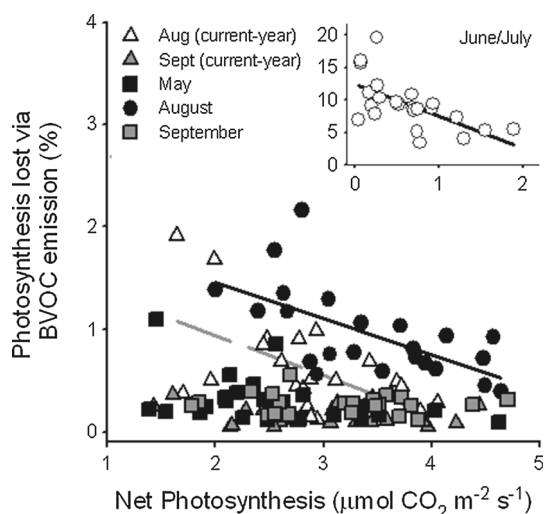 4
3
2
1
0
Photosynthesis lost via
BVOC emission (%)
Aug (current-year)
Sept (current-year)
May
August
September
June/July
20
15
10
5
0
0
1
2
1
2
3
4
5
Net Photosynthesis (μmol CO₂ m⁻² s⁻¹)